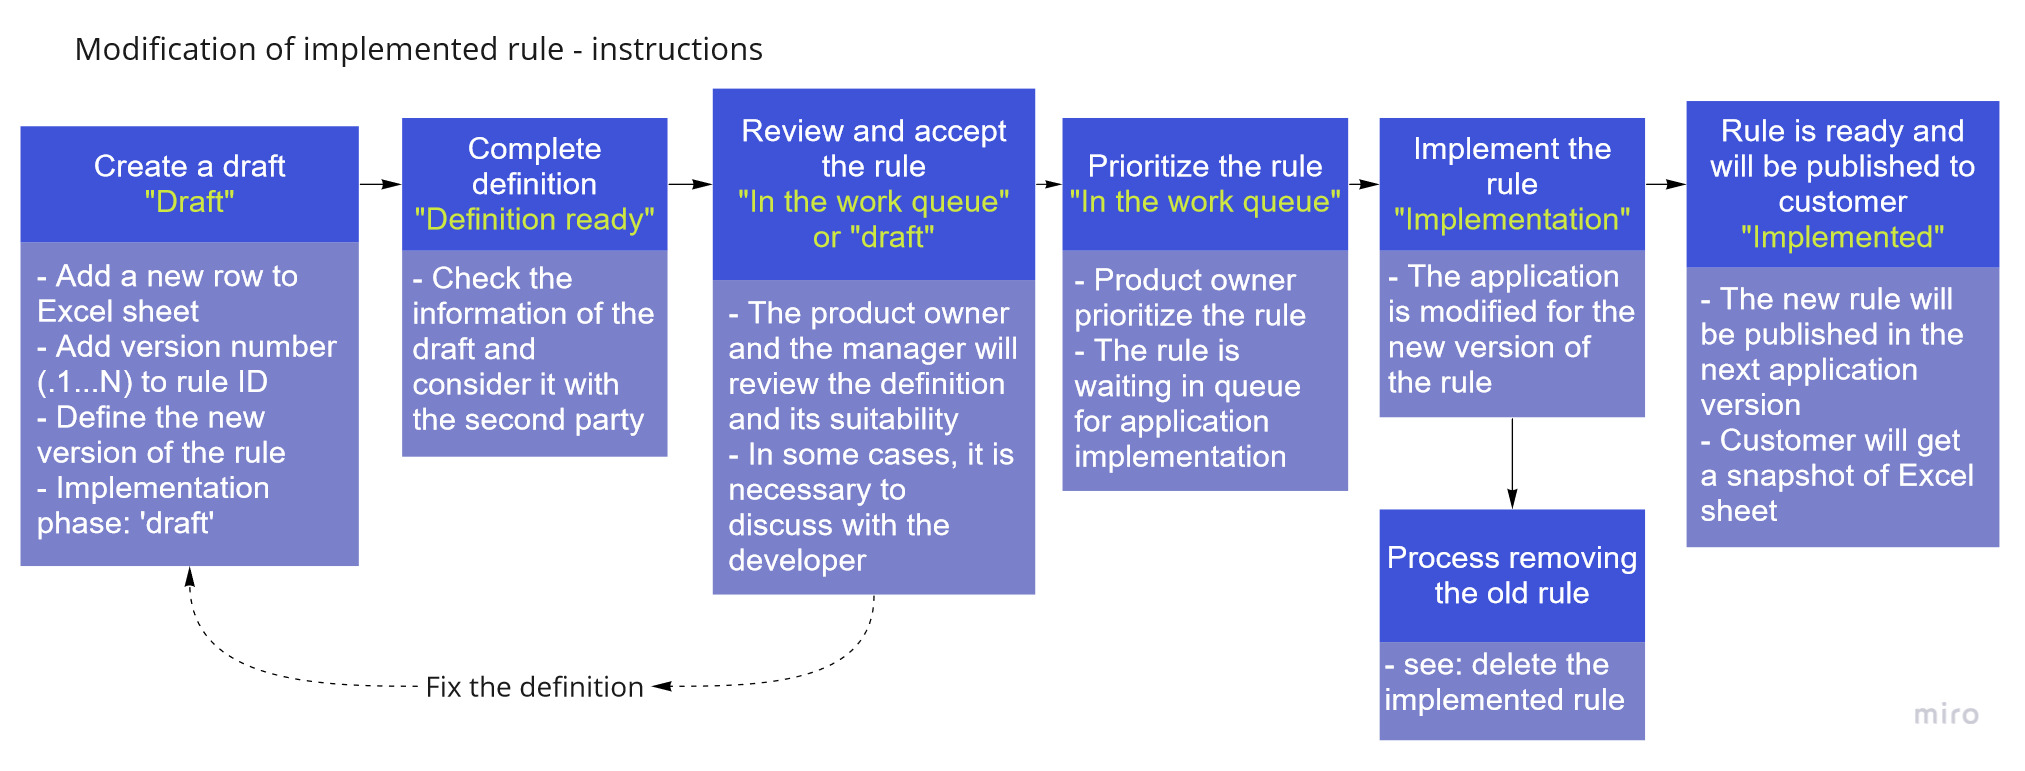 Modification of implemented rule - instructions
Create a draft
"Draft"
- Add a new row to
Excel sheet
- Add version number
(.1...N) to rule ID
- Define the new
version of the rule
- Implementation
phase: 'draft'
Complete
definition
"Definition ready"
- Check the
information of the
draft and
consider it with
the second party
Review and accept
the rule
"In the work queue"
or "draft"
- The product owner
and the manager will
review the definition
and its suitability
- In some cases, it is
necessary to
discuss with the
developer
Fix the definition
Prioritize the rule
"In the work queue"
- Product owner
prioritize the rule
- The rule is
waiting in queue
for application
implementation
Implement the
rule
"Implementation"
- The application
is modified for the
new version of
the rule
Process removing
the old rule
- see: delete the
implemented rule
Rule is ready and
will be published to
customer
"Implemented"
- The new rule will
be published in the
next application
version
- Customer will get
a snapshot of Excel
sheet
miro